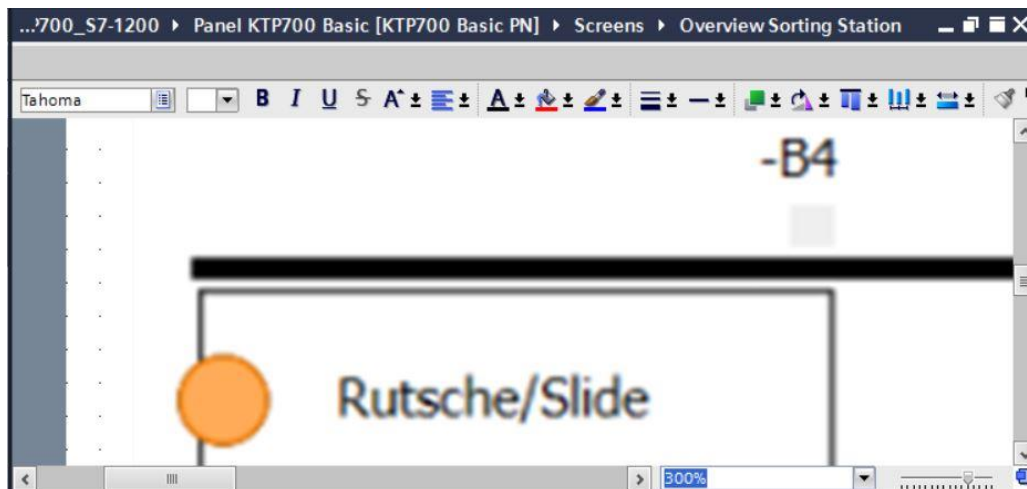 ...700_S7-1200 ▸ Panel KTP700 Basic [KTP700 Basic PN] ▸ Screens ▸ Overview Sorting Station
Tahoma B I U S A A
-B4
Rutsche/Slide
300%